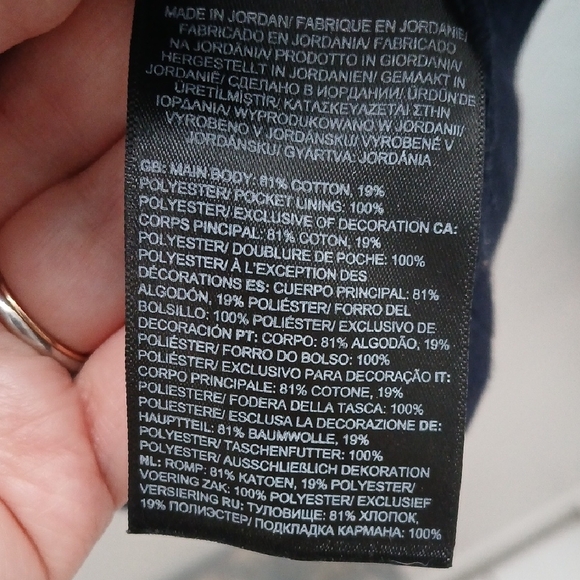 MADE IN JORDAN/ FABRIQUE EN JORDANIE/
FABRICADO EN JORDANIA/ FABRICADO
NA JORDÂNIA/ PRODOTTO IN GIORDANIA/
HERGESTELLT IN JORDANIEN/ GEMAAKT IN
JORDANIË/ СДЕЛАНО В ИОРДАНИИ/ ÜRDÜN'DE
ÜRETİLMİŞTİR/ ΚΑΤΑΣΚΕΥΑΖΕΤΑΙ ΣΤΗΝ
ΙΟΡΔΑΝΙΑ/ WYPRODUKOWANO W JORDANII/
VYROBENO V JORDÁNSKU/ VYROBENÉ V
JORDÁNSKU/ GYÁRTVA: JORDÁNIA
GB: MAIN BODY: 81% COTTON, 19%
POLYESTER/ POCKET LINING: 100%
POLYESTER/ EXCLUSIVE OF DECORATION CA:
CORPS PINCIPAL: 81% COTON, 19%
POLYESTER/ DOUBLURE DE POCHE: 100%
POLYESTER/ À L'EXCEPTION DES
DÉCORATIONS ES: CUERPO PRINCIPAL: 81%
ALGODÓN, 19% POLIÉSTER/ FORRO DEL
BOLSILLO: 100% POLIÉSTER/ EXCLUSIVO DE
DECORACIÓN PT: CORPO: 81% ALGODÃO, 19%
POLIÉSTER/ FORRO DO BOLSO: 100%
POLIÉSTER/ EXCLUSIVO PARA DECORAÇÃO IT:
CORPO PRINCIPALE: 81% COTONE, 19%
POLIESTERE/ FODERA DELLA TASCA: 100%
POLIESTERE/ ESCLUSA LA DECORAZIONE DE:
HAUPTTEIL: 81% BAUMWOLLE, 19%
POLYESTER/ TASCHENFUTTER: 100%
POLYESTER/ AUSSCHLIEẞLICH DEKORATION
NL: ROMP: 81% KATOEN, 19% POLYESTER/
VOERING ZAK: 100% POLYESTER/ EXCLUSIEF
VERSIERING RU: ТУЛОВИЩЕ: 81% ХЛОПОК,
19% ПОЛИЭСТЕР/ ПОДКЛАДКА КАРМАНА: 100%